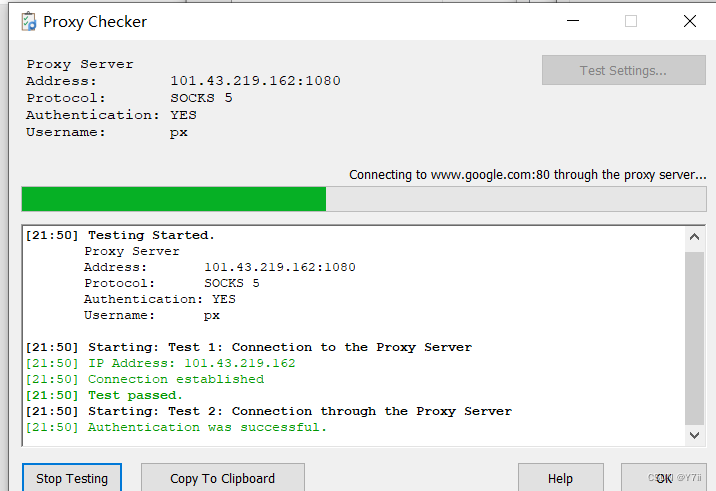 Proxy Checker
Proxy Server
Address: 101.43.219.162:1080
Protocol: SOCKS 5
Authentication: YES
Username: px
Test Settings...
Connecting to www.google.com:80 through the proxy server...
[21:50] Testing Started.
Proxy Server
Address: 101.43.219.162:1080
Protocol: SOCKS 5
Authentication: YES
Username: px
[21:50] Starting: Test 1: Connection to the Proxy Server
[21:50] IP Address: 101.43.219.162
[21:50] Connection established
[21:50] Test passed.
[21:50] Starting: Test 2: Connection through the Proxy Server
[21:50] Authentication was successful.
Stop Testing
Copy To Clipboard
Help
OK
CSDN @Y7ii